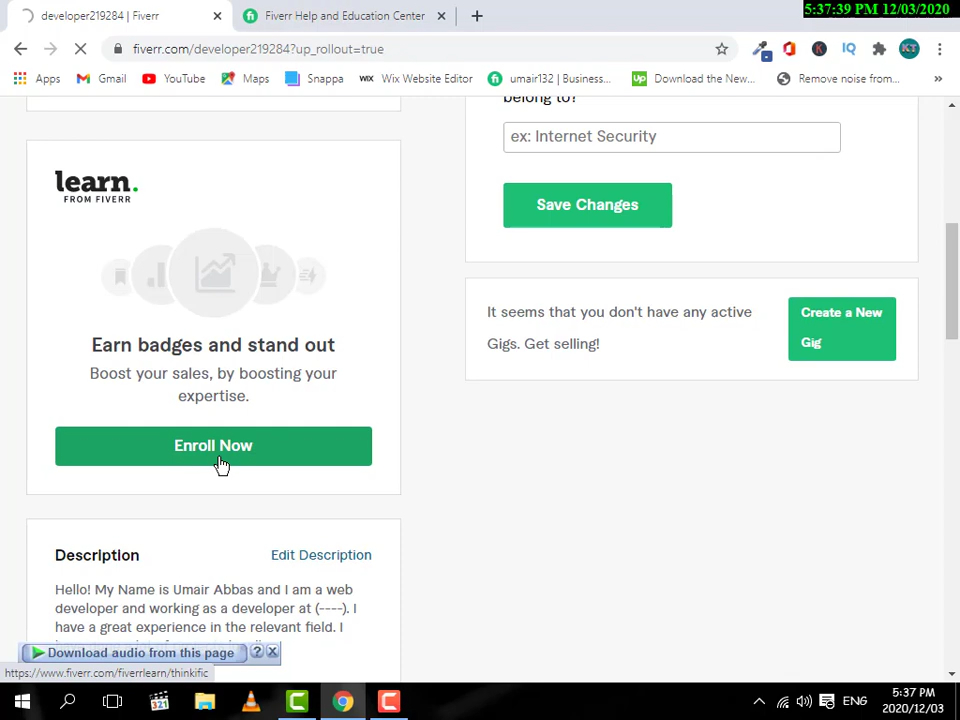 developer219284 | Fiverr
Fiverr Help and Education Center
5:37:39 PM 12/03/2020
fiverr.com/developer219284?up_rollout=true
Apps
Gmail
YouTube
Maps
Snappa
WIX Wix Website Editor
umair132 | Business...
Up Download the New...
Remove noise from...
»
belong to?
ex: Internet Security
Save Changes
learn.
FROM FIVERR
Earn badges and stand out
Boost your sales, by boosting your
expertise.
Enroll Now
It seems that you don't have any active
Gigs. Get selling!
Create a New
Gig
Description
Edit Description
Hello! My Name is Umair Abbas and I am a web
developer and working as a developer at (----). I
have a great experience in the relevant field. I
Download audio from this page
https://www.fiverr.com/fiverrlearn/thinkific
ENG
5:37 PM
2020/12/03